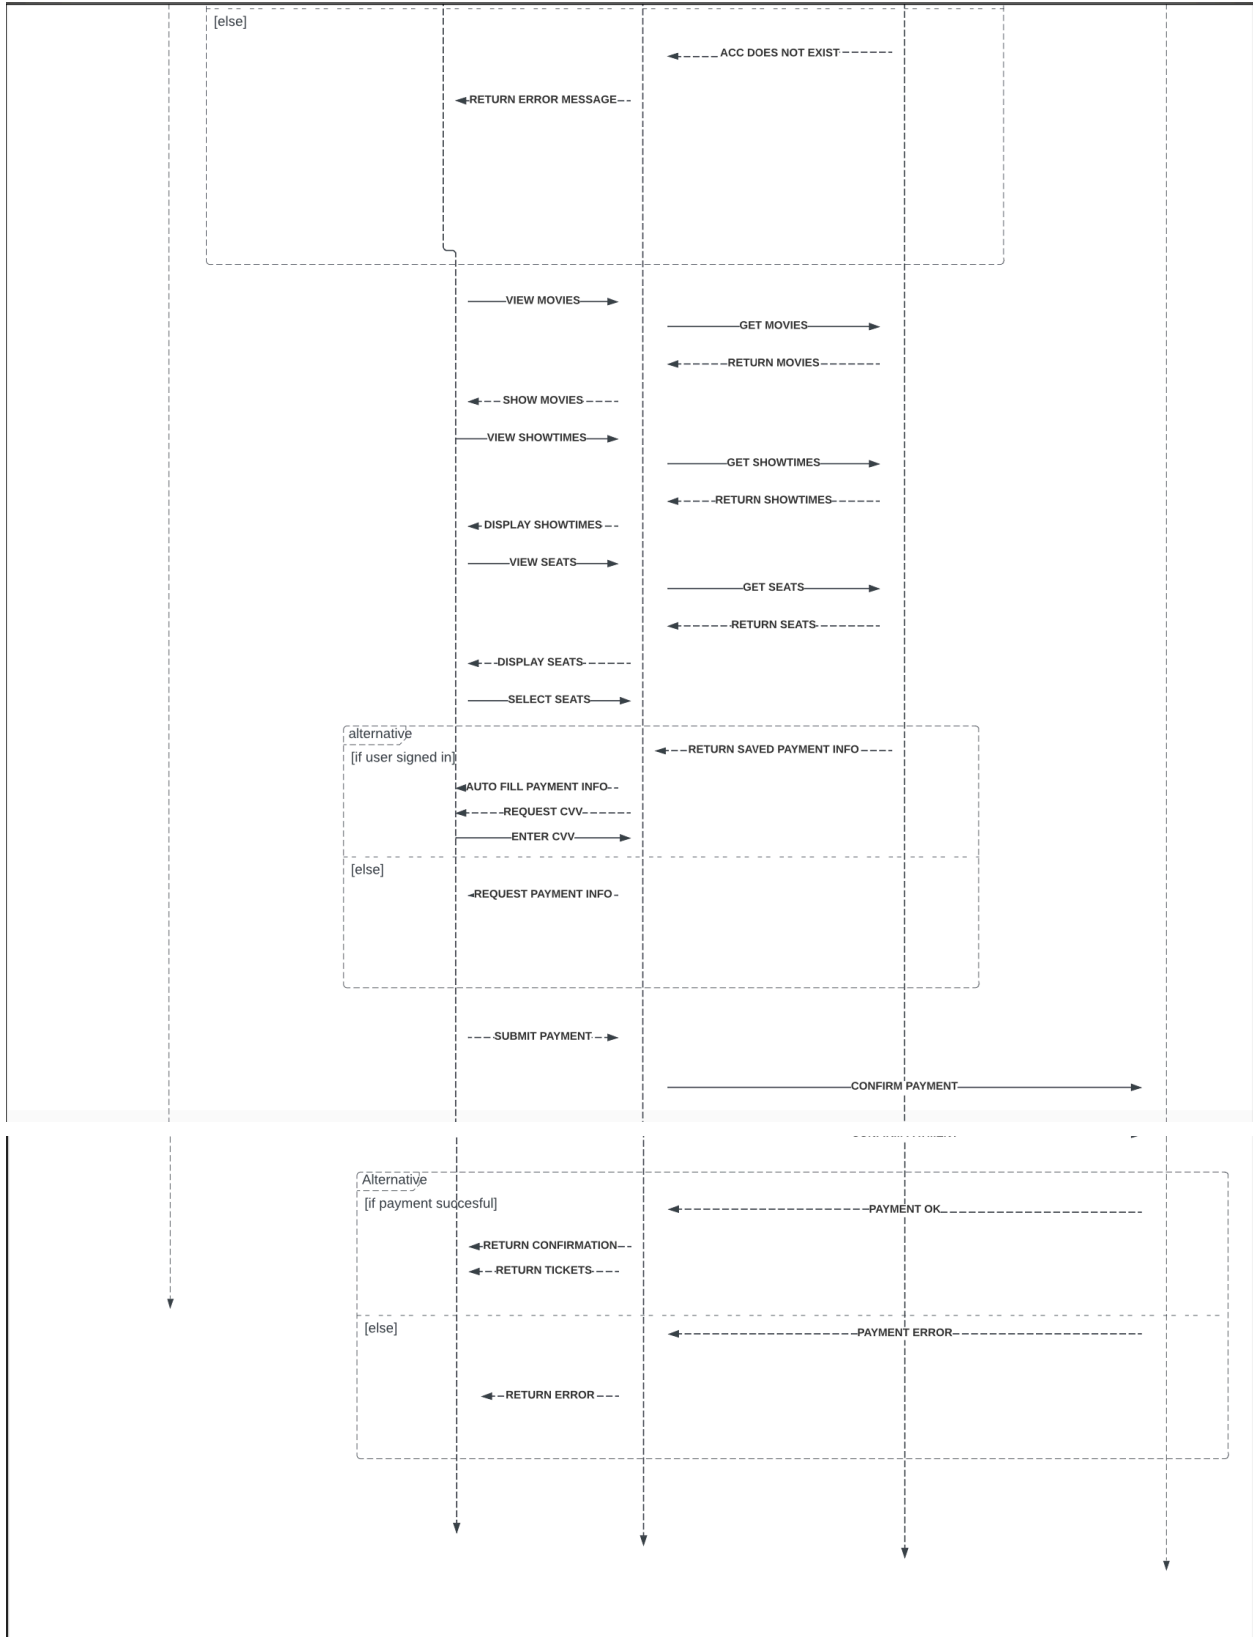 [else]
ACC DOES NOT EXIST
RETURN ERROR MESSAGE
VIEW MOVIES
GET MOVIES
RETURN MOVIES
SHOW MOVIES
VIEW SHOWTIMES
GET SHOWTIMES
RETURN SHOWTIMES
DISPLAY SHOWTIMES
VIEW SEATS
GET SEATS
RETURN SEATS
DISPLAY SEATS
SELECT SEATS
alternative
RETURN SAVED PAYMENT INFO
[if user signed in]
AUTO FILL PAYMENT INFO
REQUEST CVV
ENTER CVV
[else]
REQUEST PAYMENT INFO
SUBMIT PAYMENT
CONFIRM PAYMENT
Alternative
[if payment succesful]
PAYMENT OK
RETURN CONFIRMATION
RETURN TICKETS
[else]
PAYMENT ERROR
RETURN ERROR